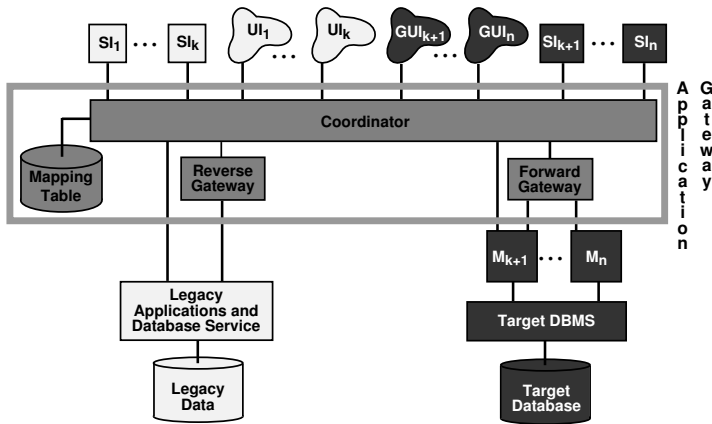 SI1 ... SIk UI1 ... UIk GUIk+1 ... GUIn SIk+1 ... SIn
Coordinator
Mapping
Table
Reverse
Gateway
Forward
Gateway
Application
Gateway
Mk+1 ... Mn
Legacy
Applications and
Database Service
Target DBMS
Legacy
Data
Target
Database